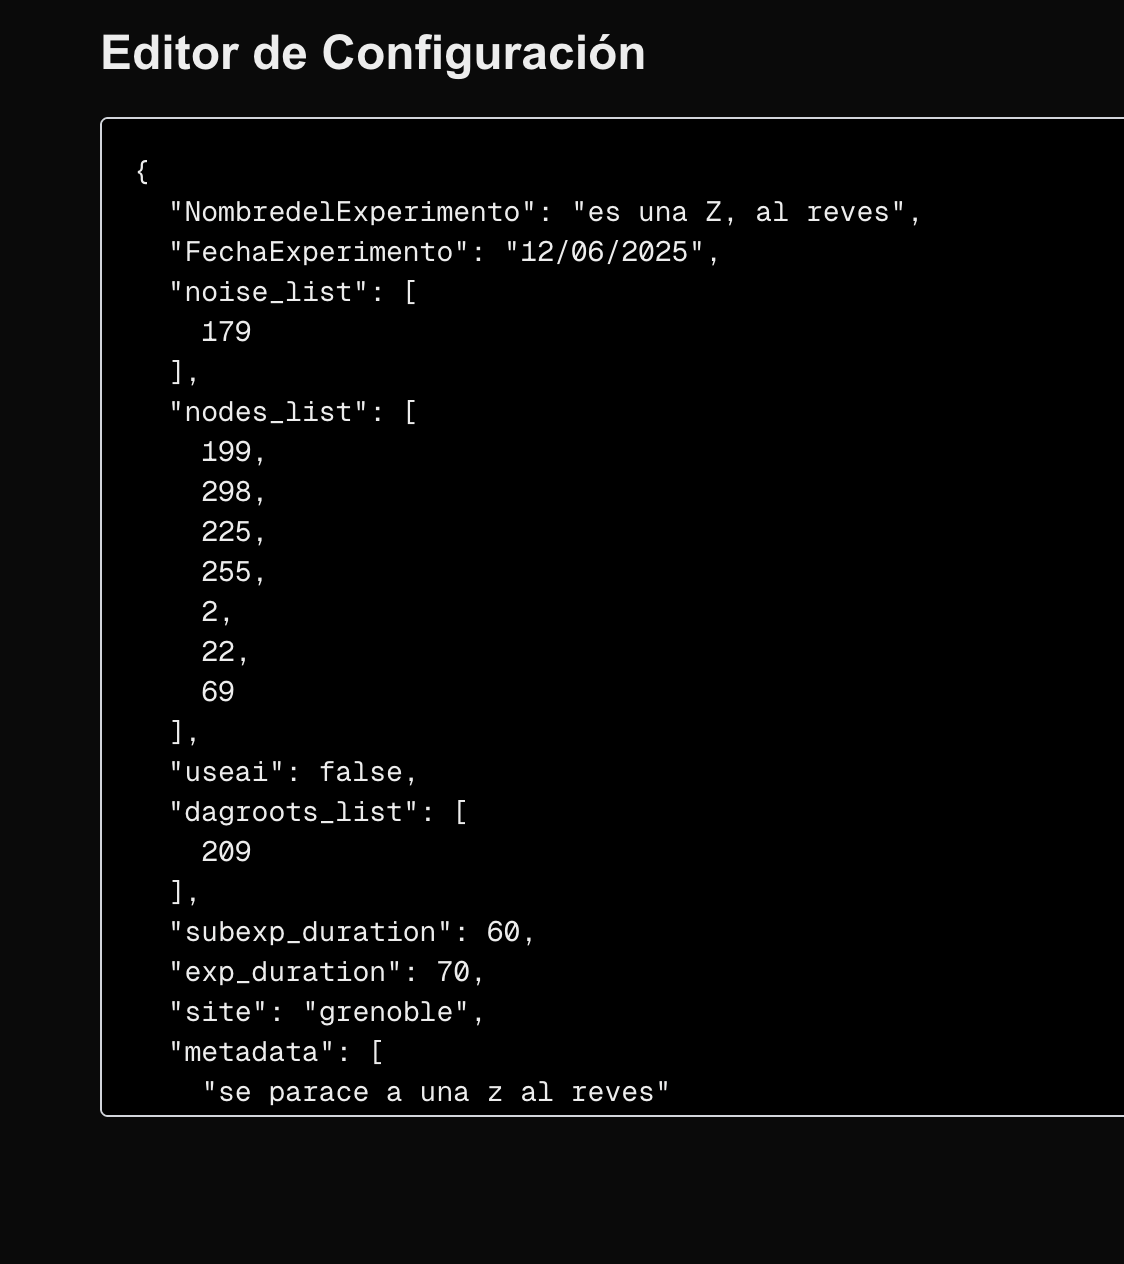 Editor de Configuración
{
  "NombredelExperimento": "es una Z, al reves",
  "FechaExperimento": "12/06/2025",
  "noise_list": [
    179
  ],
  "nodes_list": [
    199,
    298,
    225,
    255,
    2,
    22,
    69
  ],
  "useai": false,
  "dagroots_list": [
    209
  ],
  "subexp_duration": 60,
  "exp_duration": 70,
  "site": "grenoble",
  "metadata": [
    "se parace a una z al reves"